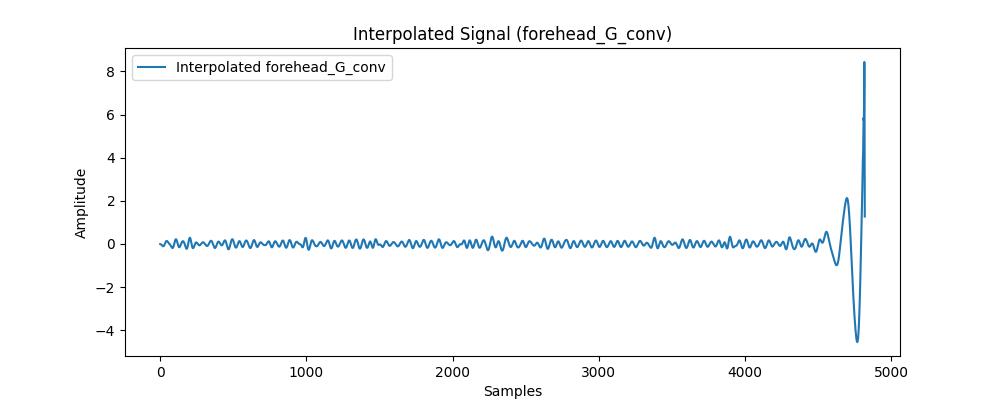 Interpolated Signal (forehead_G_conv)
Interpolated forehead_G_conv
8
6
4
2
0
−2
−4
Amplitude
0 1000 2000 3000 4000 5000
Samples